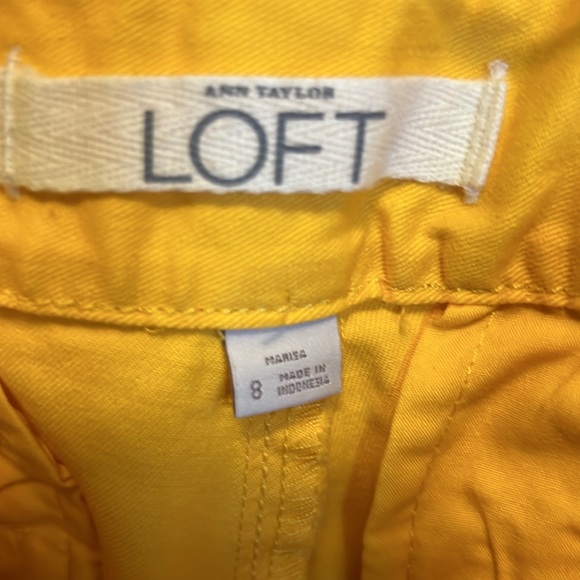 ANN TAYLOR
LOFT
MARISA
8 MADE IN
INDONESIA